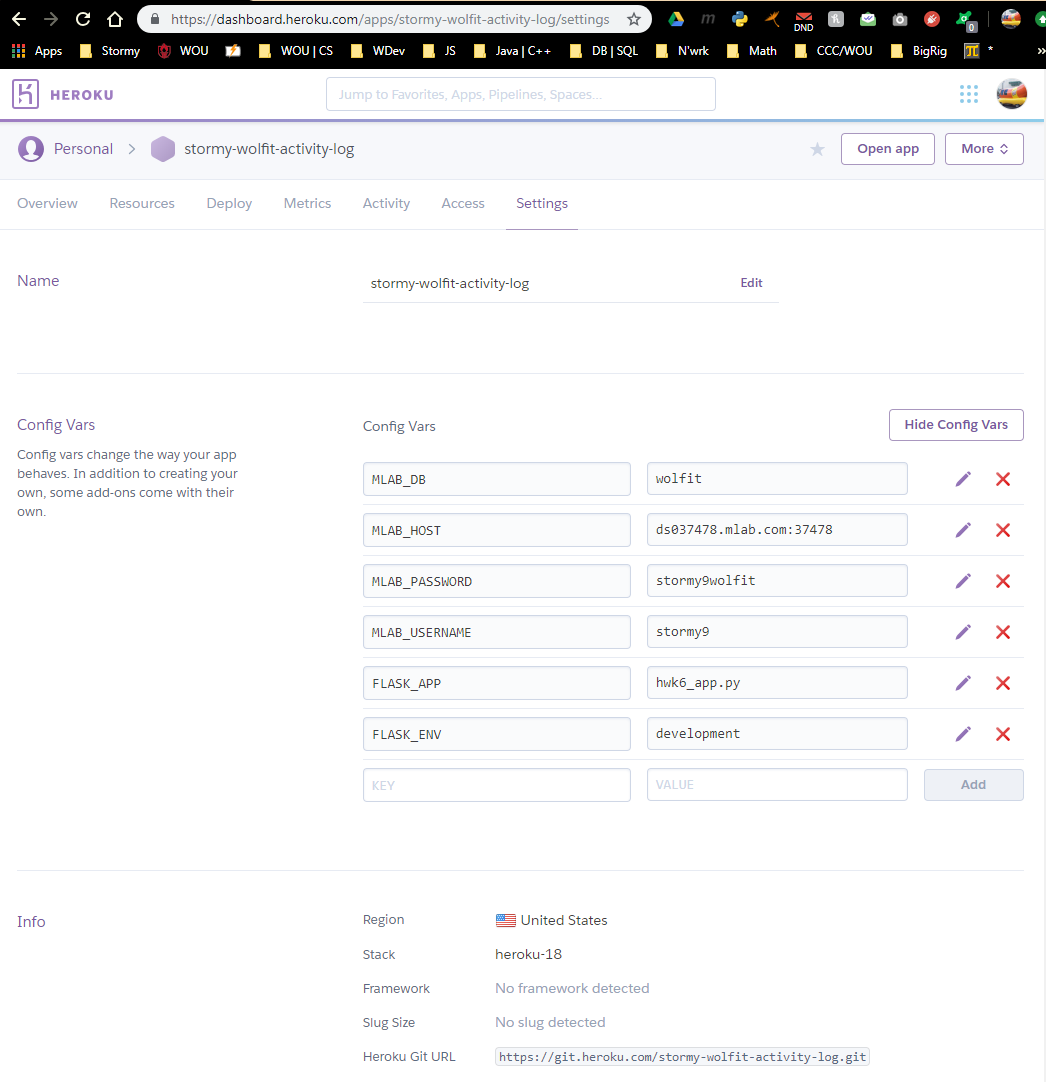 https://dashboard.heroku.com/apps/stormy-wolfit-activity-log/settings
DND
0
Apps Stormy WOU WOU | CS WDev JS Java | C++ DB | SQL N'wrk Math CCC/WOU BigRig * »
HEROKU
Jump to Favorites, Apps, Pipelines, Spaces...
Personal > stormy-wolfit-activity-log
Open app
More
Overview Resources Deploy Metrics Activity Access Settings
Name
stormy-wolfit-activity-log
Edit
Config Vars
Config vars change the way your app
behaves. In addition to creating your
own, some add-ons come with their
own.
Config Vars
Hide Config Vars
MLAB_DB wolfit
MLAB_HOST ds037478.mlab.com:37478
MLAB_PASSWORD stormy9wolfit
MLAB_USERNAME stormy9
FLASK_APP hwk6_app.py
FLASK_ENV development
KEY VALUE Add
Info
Region United States
Stack heroku-18
Framework No framework detected
Slug Size No slug detected
Heroku Git URL https://git.heroku.com/stormy-wolfit-activity-log.git